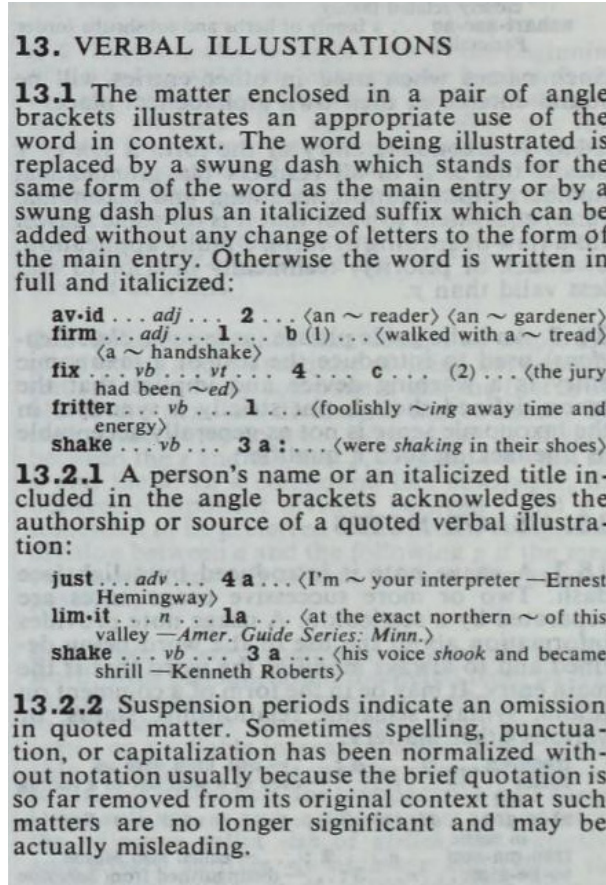 13. VERBAL ILLUSTRATIONS
13.1 The matter enclosed in a pair of angle
brackets illustrates an appropriate use of the
word in context. The word being illustrated is
replaced by a swung dash which stands for the
same form of the word as the main entry or by a
swung dash plus an italicized suffix which can be
added without any change of letters to the form of
the main entry. Otherwise the word is written in
full and italicized:
av·id . . . adj . . . 2 . . . ⟨an ~ reader⟩ ⟨an ~ gardener⟩
firm . . . adj . . . 1 . . . b (1) . . . ⟨walked with a ~ tread⟩
⟨a ~ handshake⟩
fix . . . vb . . . vt . . . 4 . . . c . . . (2) . . . ⟨the jury
had been ~ed⟩
fritter . . . vb . . . 1 . . . ⟨foolishly ~ing away time and
energy⟩
shake . . . vb . . . 3 a : . . . ⟨were shaking in their shoes⟩
13.2.1 A person's name or an italicized title in-
cluded in the angle brackets acknowledges the
authorship or source of a quoted verbal illustra-
tion:
just . . . adv . . . 4 a . . . ⟨I'm ~ your interpreter —Ernest
Hemingway⟩
lim·it . . . n . . . 1a . . . ⟨at the exact northern ~ of this
valley —Amer. Guide Series: Minn.⟩
shake . . . vb . . . 3 a . . . ⟨his voice shook and became
shrill —Kenneth Roberts⟩
13.2.2 Suspension periods indicate an omission
in quoted matter. Sometimes spelling, punctua-
tion, or capitalization has been normalized with-
out notation usually because the brief quotation is
so far removed from its original context that such
matters are no longer significant and may be
actually misleading.